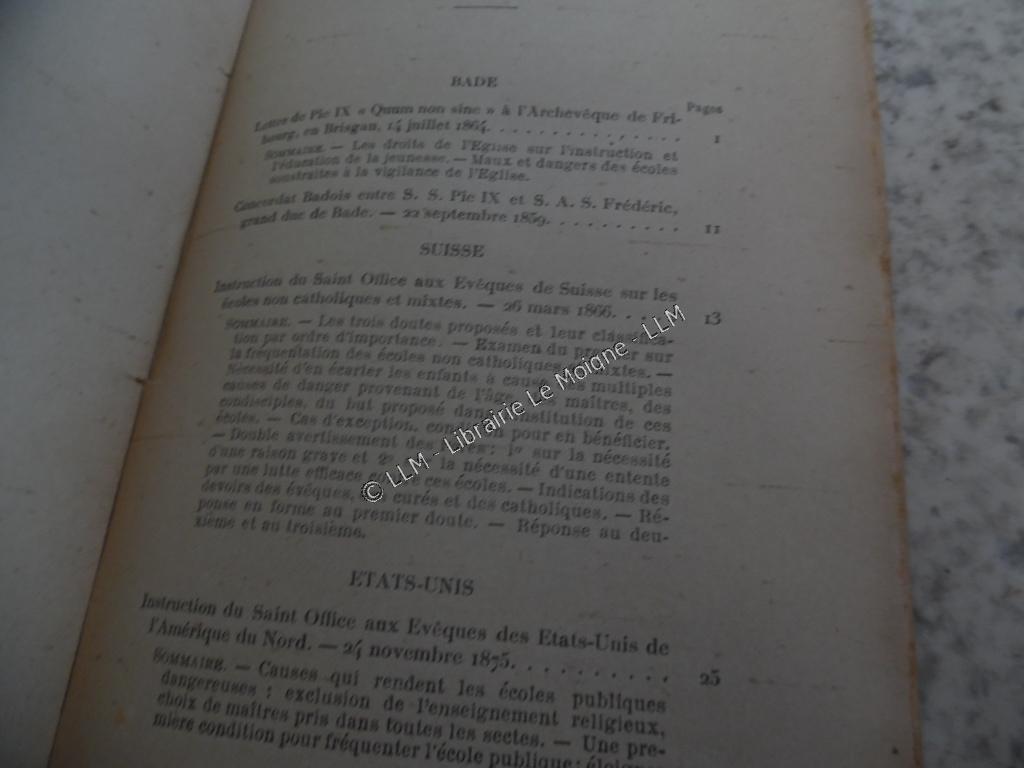 BADE
Pages
Lettre de Pie IX « Quum non sine » à l'Archevêque de Fri-
bourg, en Brisgan, 14 juillet 1864. . . . . . . . . . . . 1
SOMMAIRE. — Les droits de l'Eglise sur l'instruction et
l'éducation de la jeunesse. — Maux et dangers des écoles
soustraites à la vigilance de l'Eglise.
Concordat Badois entre S. S. Pie IX et S. A. S. Frédéric,
grand duc de Bade. — 22 septembre 1859. . . . . . . . . . 11
SUISSE
Instruction du Saint Office aux Evêques de Suisse sur les
écoles non catholiques et mixtes. — 26 mars 1866. . . . . 13
SOMMAIRE. — Les trois doutes proposés et leur classifica-
tion par ordre d'importance. — Examen du premier sur
la fréquentation des écoles non catholiques mixtes. —
Nécessité d'en écarter les enfants à cause des multiples
causes de danger provenant de l'âge, maîtres, des
condisciples, du but proposé dans constitution de ces
écoles. — Cas d'exception, condition pour en bénéficier.
— Double avertissement des : 1° sur la nécessité
d'une raison grave et 2° la nécessité d'une entente
par une lutte efficace ces écoles. — Indications des
devoirs des évêques, curés et des catholiques. — Ré-
ponse en forme au premier doute. — Réponse au deu-
xième et au troisième.
ETATS-UNIS
Instruction du Saint Office aux Evêques des Etats-Unis de
l'Amérique du Nord. — 24 novembre 1875. . . . . . . . . . 25
SOMMAIRE. — Causes qui rendent les écoles publiques
dangereuses : exclusion de l'enseignement religieux,
choix de maîtres pris dans toutes les sectes. — Une pre-
mière condition pour fréquenter l'école publique :
© LLM - Librairie Le Moigne - LLM